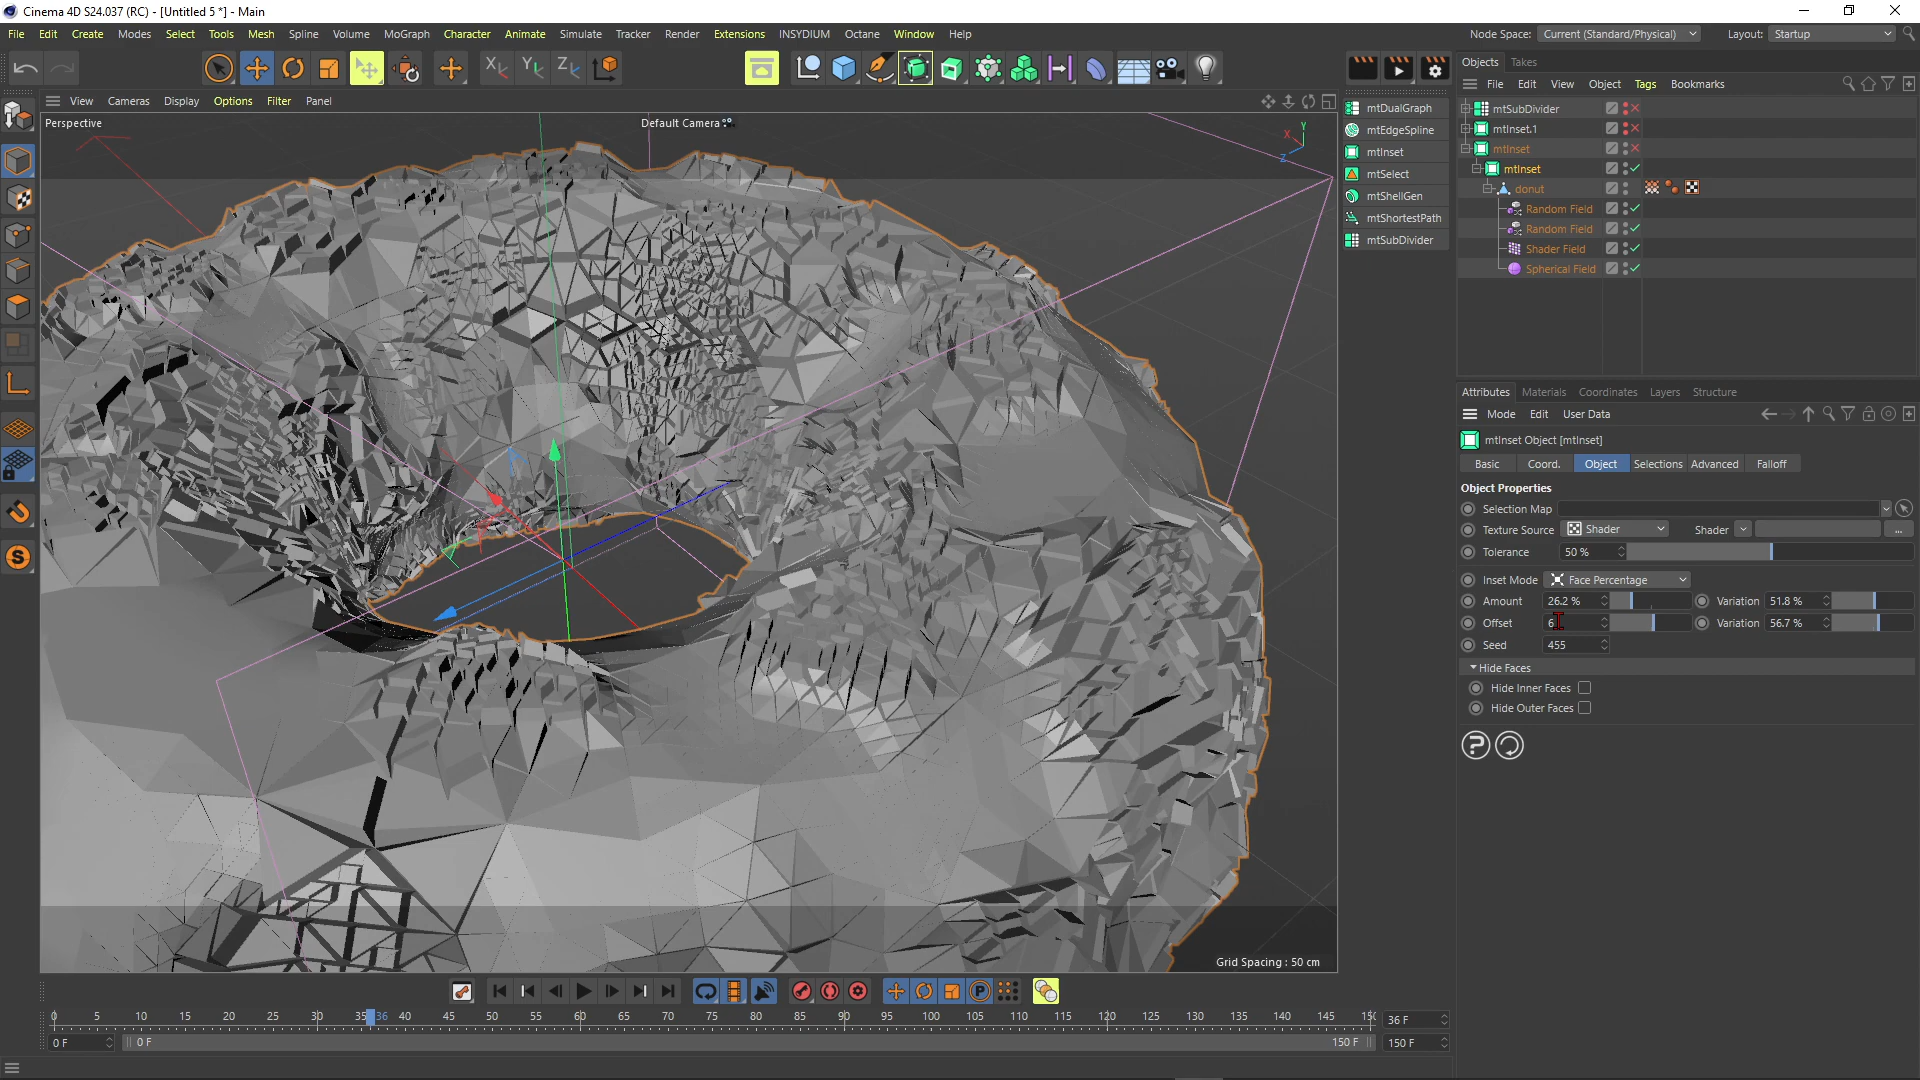 Cinema 4D S24.037 (RC) - [Untitled 5 *] - Main
File Edit Create Modes Select Tools Mesh Spline Volume MoGraph Character Animate Simulate Tracker Render Extensions INSYDIUM Octane Window Help
Node Space: Current (Standard/Physical) Layout: Startup
View Cameras Display Options Filter Panel
Perspective
Default Camera
Y
X
Z
mtDualGraph
mtEdgeSpline
mtInset
mtSelect
mtShellGen
mtShortestPath
mtSubDivider
Objects Takes
File Edit View Object Tags Bookmarks
mtSubDivider
mtInset.1
mtInset
mtInset
donut
Random Field
Random Field
Shader Field
Spherical Field
Attributes Materials Coordinates Layers Structure
Mode Edit User Data
mtInset Object [mtInset]
Basic Coord. Object Selections Advanced Falloff
Object Properties
Selection Map
Texture Source Shader Shader ...
Tolerance 50 %
Inset Mode Face Percentage
Amount 26.2 % Variation 51.8 %
Offset 6 Variation 56.7 %
Seed 455
Hide Faces
Hide Inner Faces
Hide Outer Faces
Grid Spacing : 50 cm
0 5 10 15 20 25 30 35 36 40 45 50 55 60 65 70 75 80 85 90 95 100 105 110 115 120 125 130 135 140 145 150
36 F
0 F 0 F 150 F 150 F